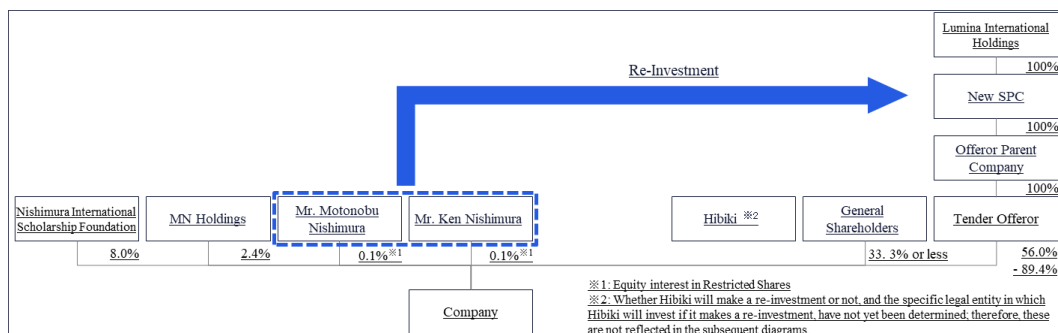 Lumina International
Holdings
100%
Re-Investment
New SPC
100%
Offeror Parent
Company
100%
Nishimura International
Scholarship Foundation
MN Holdings
Mr. Motonobu
Nishimura
Mr. Ken Nishimura
Hibiki ※2
General
Shareholders
Tender Offeror
8.0%
2.4%
0.1%※1
0.1%※1
33. 3% or less
56.0%
- 89.4%
Company
※1: Equity interest in Restricted Shares
※2: Whether Hibiki will make a re-investment or not, and the specific legal entity in which
Hibiki will invest if it makes a re-investment, have not yet been determined; therefore, these
are not reflected in the subsequent diagrams